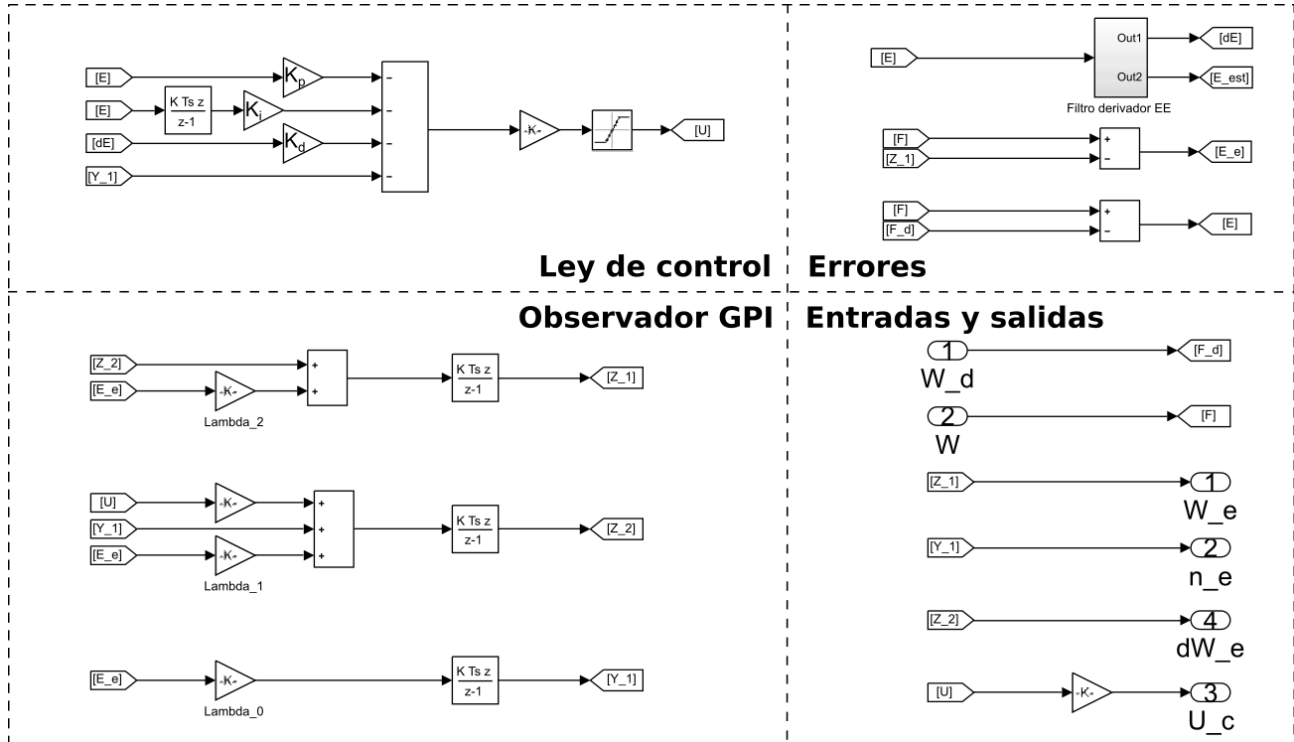 [E]
K_p
−
[E]
K Ts z
z-1
K_i
−
[dE]
K_d
−
[Y_1]
−
-K-
[U]
Ley de control
[E]
Out1
Out2
[dE]
[E_est]
Filtro derivador EE
[F]
+
[Z_1]
−
[E_e]
[F]
+
[F_d]
−
[E]
Errores
Observador GPI
[Z_2]
+
[E_e]
-K-
+
Lambda_2
K Ts z
z-1
[Z_1]
[U]
-K-
+
[Y_1]
+
[E_e]
-K-
+
Lambda_1
K Ts z
z-1
[Z_2]
[E_e]
-K-
Lambda_0
K Ts z
z-1
[Y_1]
Entradas y salidas
1
W_d
[F_d]
2
W
[F]
[Z_1]
1
W_e
[Y_1]
2
n_e
[Z_2]
4
dW_e
[U]
-K-
3
U_c